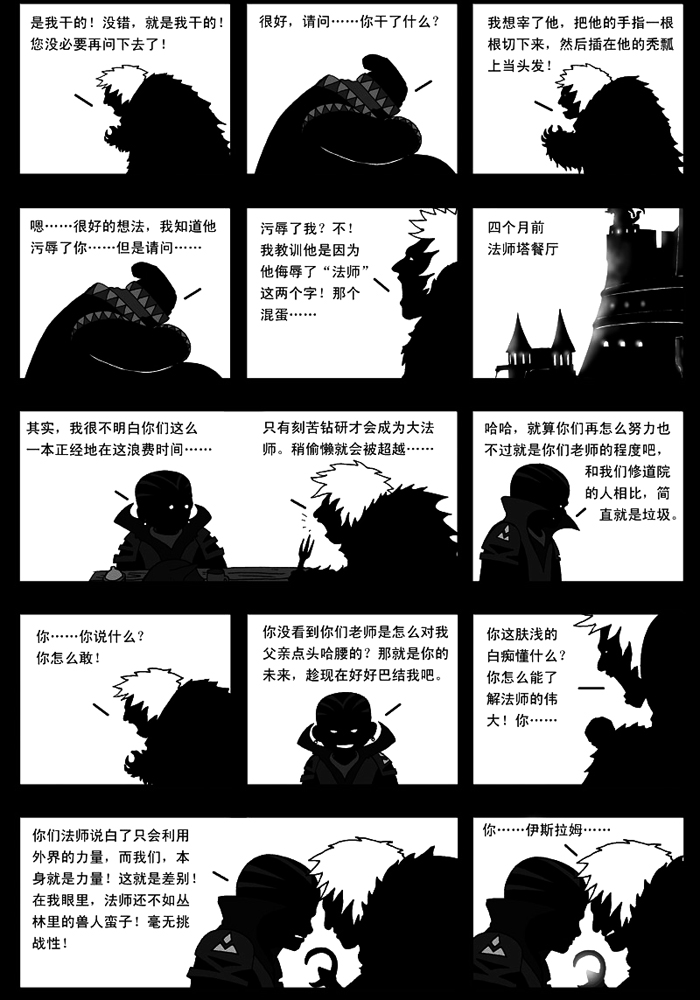 是我干的！没错，就是我干的！
您没必要再问下去了！
很好，请问……你干了什么？
我想宰了他，把他的手指一根
根切下来，然后插在他的秃瓢
上当头发！
嗯……很好的想法，我知道他
污辱了你……但是请问……
污辱了我？不！
我教训他是因为
他侮辱了“法师”
这两个字！那个
混蛋……
四个月前
法师塔餐厅
其实，我很不明白你们这么
一本正经地在这浪费时间……
只有刻苦钻研才会成为大法
师。稍偷懒就会被超越……
哈哈，就算你们再怎么努力也
不过就是你们老师的程度吧，
和我们修道院
的人相比，简
直就是垃圾。
你……你说什么？
你怎么敢！
你没看到你们老师是怎么对我
父亲点头哈腰的？那就是你的
未来，趁现在好好巴结我吧。
你这肤浅的
白痴懂什么？
你怎么能了
解法师的伟
大！你……
你们法师说白了只会利用
外界的力量，而我们，本
身就是力量！这就是差别！
在我眼里，法师还不如丛
林里的兽人蛮子！毫无挑
战性！
你……伊斯拉姆……